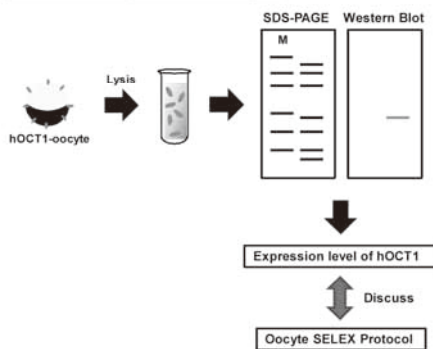 SDS-PAGE Western Blot
M
Lysis
hOCT1-oocyte
Expression level of hOCT1
Discuss
Oocyte SELEX Protocol